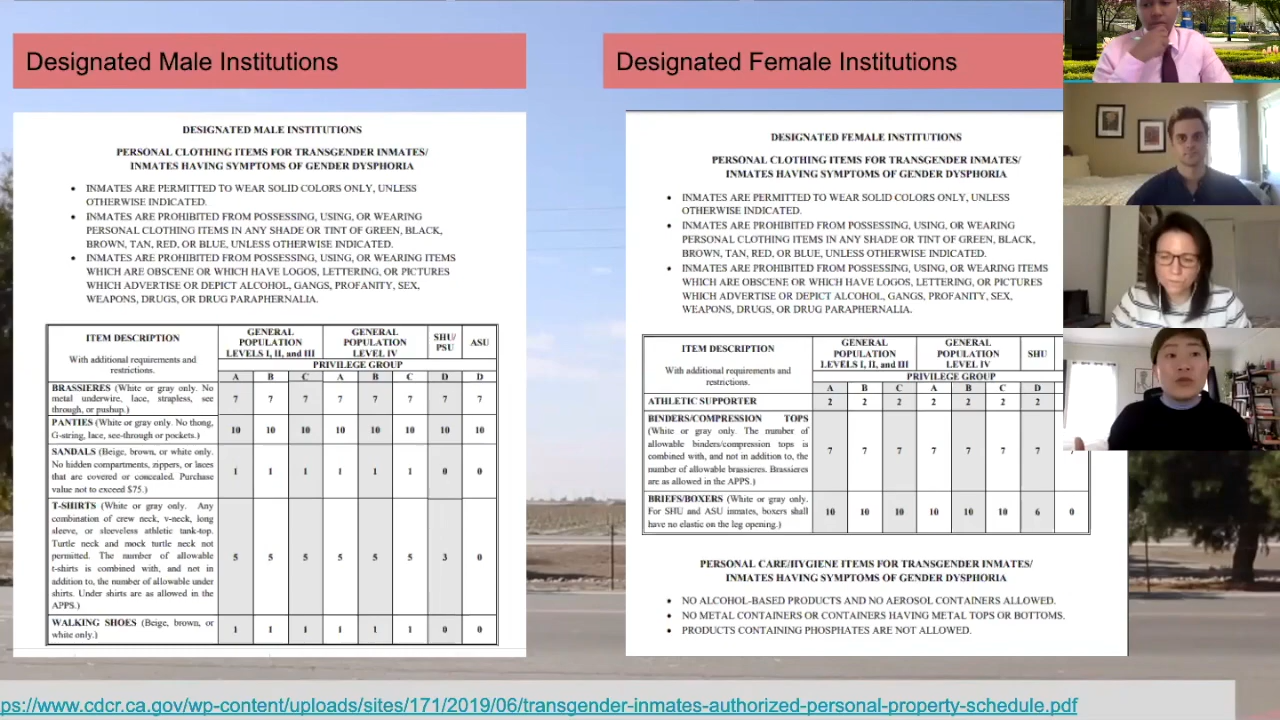 Designated Male Institutions
DESIGNATED MALE INSTITUTIONS
PERSONAL CLOTHING ITEMS FOR TRANSGENDER INMATES/
INMATES HAVING SYMPTOMS OF GENDER DYSPHORIA
• INMATES ARE PERMITTED TO WEAR SOLID COLORS ONLY, UNLESS
OTHERWISE INDICATED.
• INMATES ARE PROHIBITED FROM POSSESSING, USING, OR WEARING
PERSONAL CLOTHING ITEMS IN ANY SHADE OR TINT OF GREEN, BLACK,
BROWN, TAN, RED, OR BLUE, UNLESS OTHERWISE INDICATED.
• INMATES ARE PROHIBITED FROM POSSESSING, USING, OR WEARING ITEMS
WHICH ARE OBSCENE OR WHICH HAVE LOGOS, LETTERING, OR PICTURES
WHICH ADVERTISE OR DEPICT ALCOHOL, GANGS, PROFANITY, SEX,
WEAPONS, DRUGS, OR DRUG PARAPHERNALIA.
ITEM DESCRIPTION
With additional requirements and
restrictions.
GENERAL
POPULATION
LEVELS I, II, and III
GENERAL
POPULATION
LEVEL IV
SHU/
PSU
ASU
PRIVILEGE GROUP
A B C A B C D D
BRASSIERES (White or gray only. No
metal underwire, lace, strapless, see
through, or pushup.)
7 7 7 7 7 7 7 7
PANTIES (White or gray only. No thong,
G-string, lace, see-through or pockets.)
10 10 10 10 10 10 10 10
SANDALS (Beige, brown, or white only.
No hidden compartments, zippers, or laces
that are covered or concealed. Purchase
value not to exceed $75.)
1 1 1 1 1 1 0 0
T-SHIRTS (White or gray only. Any
combination of crew neck, v-neck, long
sleeve, or sleeveless athletic tank-top.
Turtle neck and mock turtle neck not
permitted. The number of allowable
t-shirts is combined with, and not in
addition to, the number of allowable under
shirts. Under shirts are as allowed in the
APPS.)
5 5 5 5 5 5 3 0
WALKING SHOES (Beige, brown, or
white only.)
1 1 1 1 1 1 0 0
Designated Female Institutions
DESIGNATED FEMALE INSTITUTIONS
PERSONAL CLOTHING ITEMS FOR TRANSGENDER INMATES/
INMATES HAVING SYMPTOMS OF GENDER DYSPHORIA
• INMATES ARE PERMITTED TO WEAR SOLID COLORS ONLY, UNLESS
OTHERWISE INDICATED.
• INMATES ARE PROHIBITED FROM POSSESSING, USING, OR WEARING
PERSONAL CLOTHING ITEMS IN ANY SHADE OR TINT OF GREEN, BLACK,
BROWN, TAN, RED, OR BLUE, UNLESS OTHERWISE INDICATED.
• INMATES ARE PROHIBITED FROM POSSESSING, USING, OR WEARING ITEMS
WHICH ARE OBSCENE OR WHICH HAVE LOGOS, LETTERING, OR PICTURES
WHICH ADVERTISE OR DEPICT ALCOHOL, GANGS, PROFANITY, SEX,
WEAPONS, DRUGS, OR DRUG PARAPHERNALIA.
ITEM DESCRIPTION
With additional requirements and
restrictions.
GENERAL
POPULATION
LEVELS I, II, and III
GENERAL
POPULATION
LEVEL IV
SHU
PRIVILEGE GROUP
A B C A B C D
ATHLETIC SUPPORTER 2 2 2 2 2 2 2
BINDERS/COMPRESSION TOPS
(White or gray only. The number of
allowable binders/compression tops is
combined with, and not in addition to, the
number of allowable brassieres. Brassieres
are as allowed in the APPS.)
7 7 7 7 7 7 7
BRIEFS/BOXERS (White or gray only.
For SHU and ASU inmates, boxers shall
have no elastic on the leg opening.)
10 10 10 10 10 10 6 0
PERSONAL CARE/HYGIENE ITEMS FOR TRANSGENDER INMATES/
INMATES HAVING SYMPTOMS OF GENDER DYSPHORIA
• NO ALCOHOL-BASED PRODUCTS AND NO AEROSOL CONTAINERS ALLOWED.
• NO METAL CONTAINERS OR CONTAINERS HAVING METAL TOPS OR BOTTOMS.
• PRODUCTS CONTAINING PHOSPHATES ARE NOT ALLOWED.
ps://www.cdcr.ca.gov/wp-content/uploads/sites/171/2019/06/transgender-inmates-authorized-personal-property-schedule.pdf